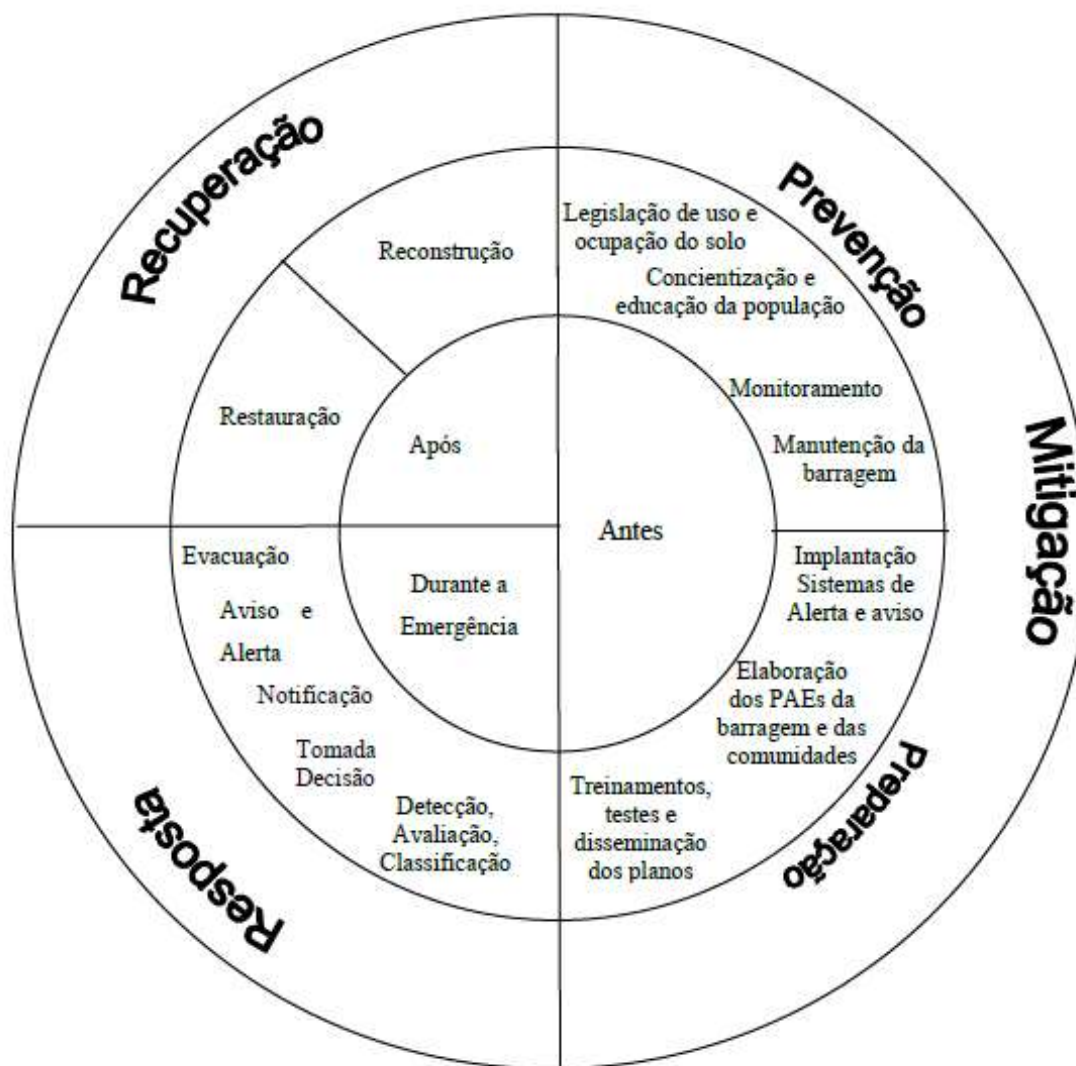 Recuperação
Prevenção
Mitigação
Preparação
Resposta
Reconstrução
Restauração
Após
Legislação de uso e
ocupação do solo
Concientização e
educação da população
Monitoramento
Manutenção da
barragem
Antes
Implantação
Sistemas de
Alerta e aviso
Elaboração
dos PAEs da
barragem e das
comunidades
Treinamentos,
testes e
disseminação
dos planos
Durante a
Emergência
Evacuação
Aviso e
Alerta
Notificação
Tomada
Decisão
Detecção,
Avaliação,
Classificação